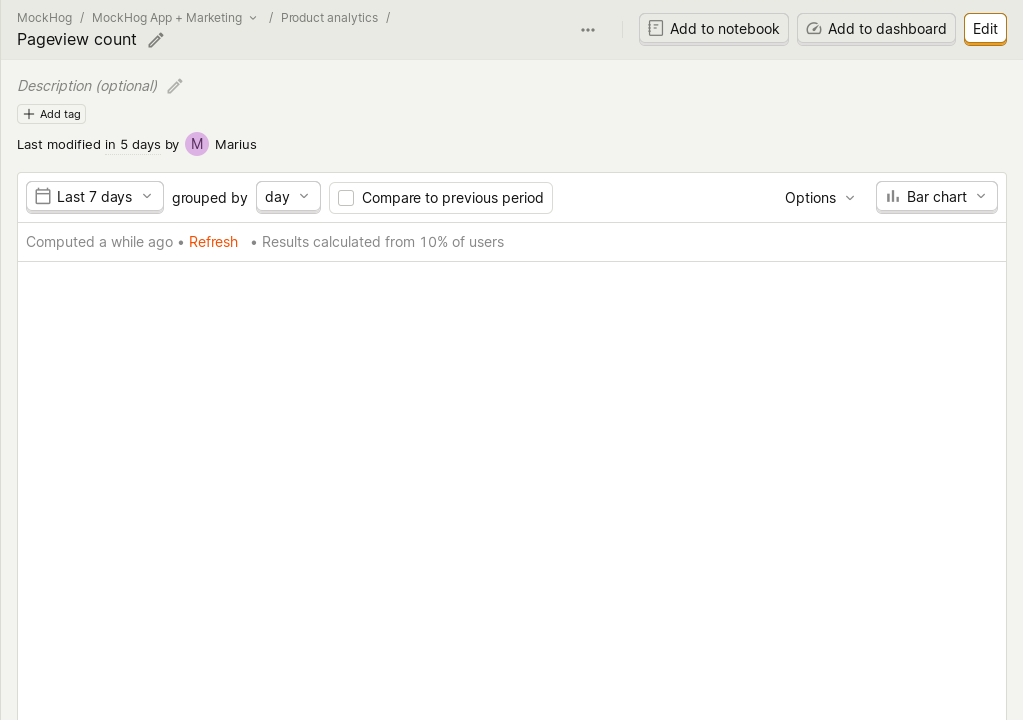 MockHog / MockHog App + Marketing / Product analytics /
Pageview count
Add to notebook
Add to dashboard
Edit
Description (optional)
Add tag
Last modified in 5 days by M Marius
Last 7 days grouped by day Compare to previous period Options Bar chart
Computed a while ago • Refresh • Results calculated from 10% of users